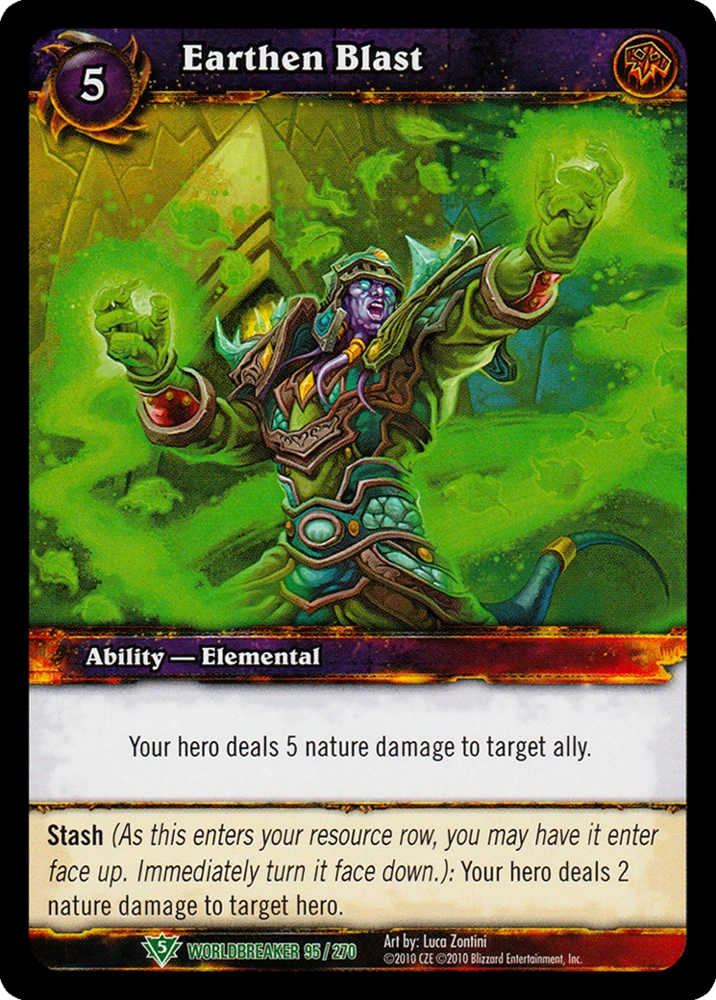 5
Earthen Blast
Ability — Elemental
Your hero deals 5 nature damage to target ally.
Stash (As this enters your resource row, you may have it enter
face up. Immediately turn it face down.): Your hero deals 2
nature damage to target hero.
5 WORLDBREAKER 95 / 270
Art by: Luca Zontini
©2010 CZE ©2010 Blizzard Entertainment, Inc.